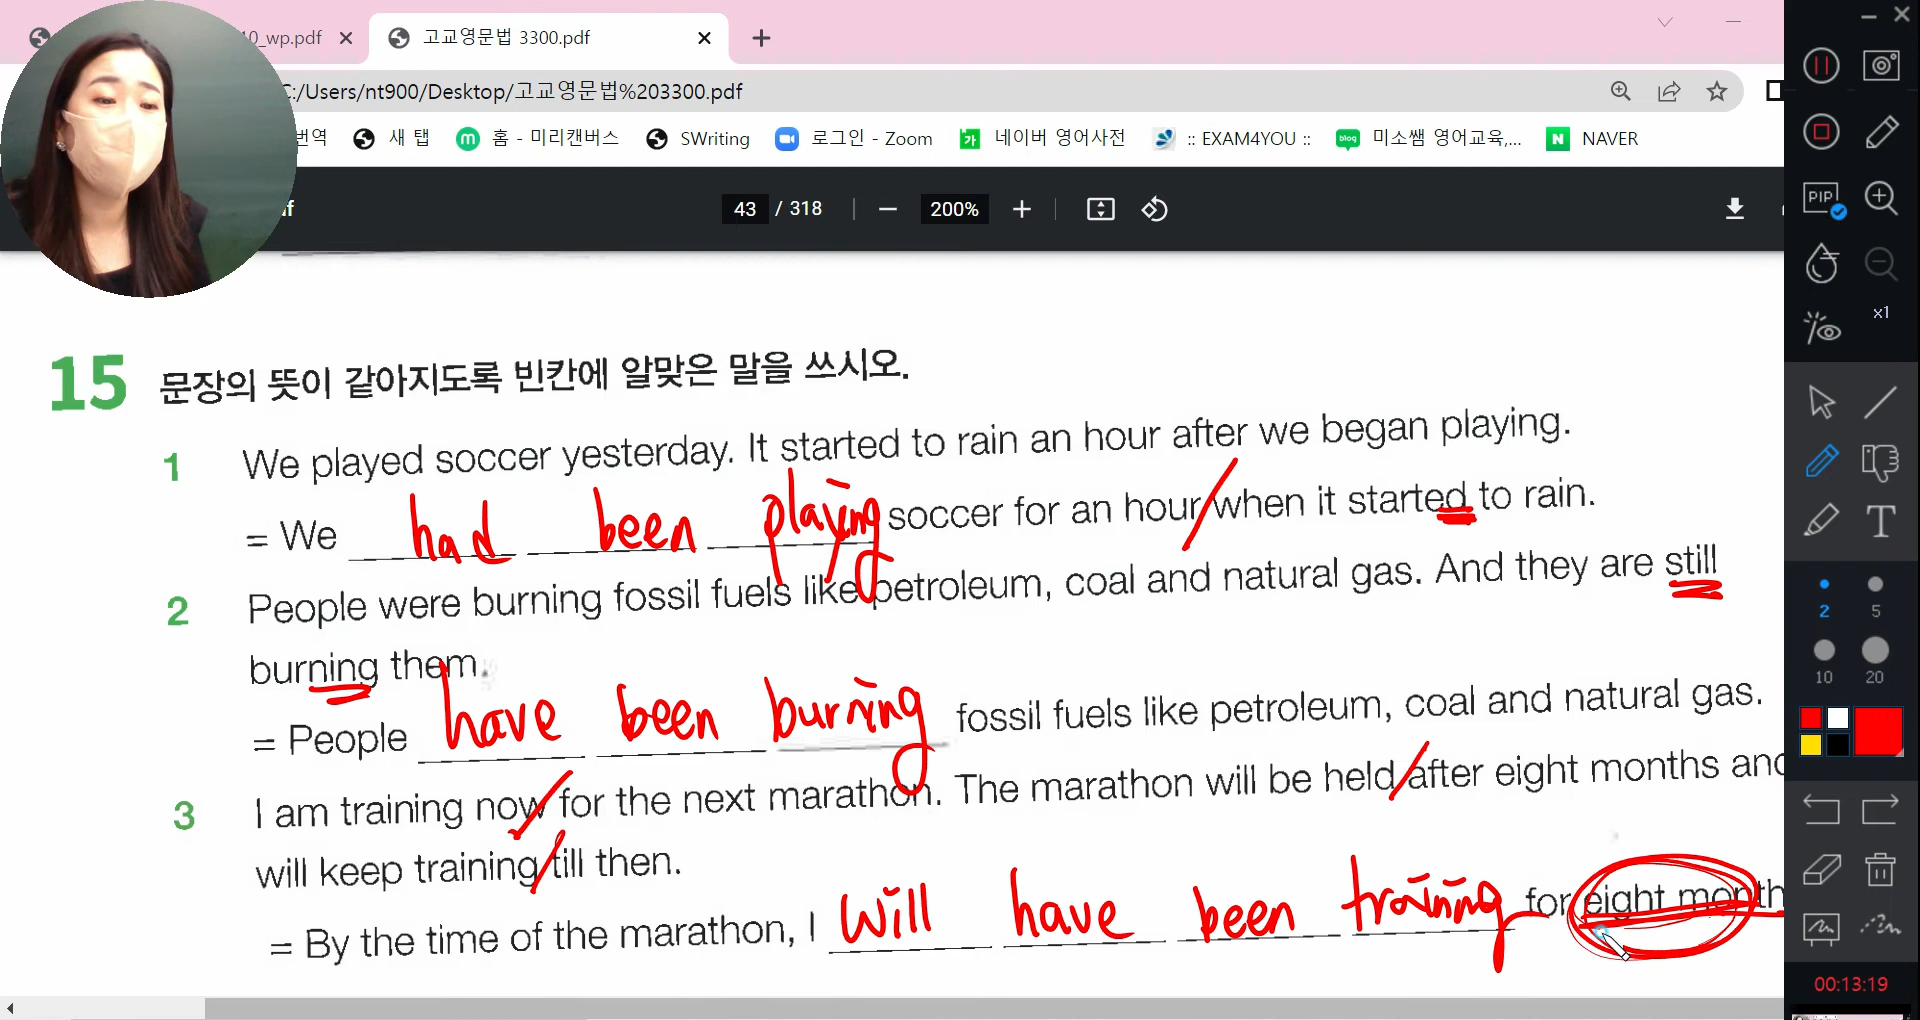 10_wp.pdf
고교영문법 3300.pdf
C:/Users/nt900/Desktop/고교영문법%203300.pdf
번역 새 탭 홈 - 미리캔버스 SWriting 로그인 - Zoom 네이버 영어사전 :: EXAM4YOU :: 미소쌤 영어교육,... NAVER
43 / 318 200%
15 문장의 뜻이 같아지도록 빈칸에 알맞은 말을 쓰시오.
1 We played soccer yesterday. It started to rain an hour after we began playing.
= We had been playing soccer for an hour when it started to rain.
2 People were burning fossil fuels like petroleum, coal and natural gas. And they are still
burning them.
= People have been burning fossil fuels like petroleum, coal and natural gas.
3 I am training now for the next marathon. The marathon will be held after eight months and
will keep training till then.
= By the time of the marathon, I will have been training for eight month
PIP
x1
T
2 5
10 20
00:13:19